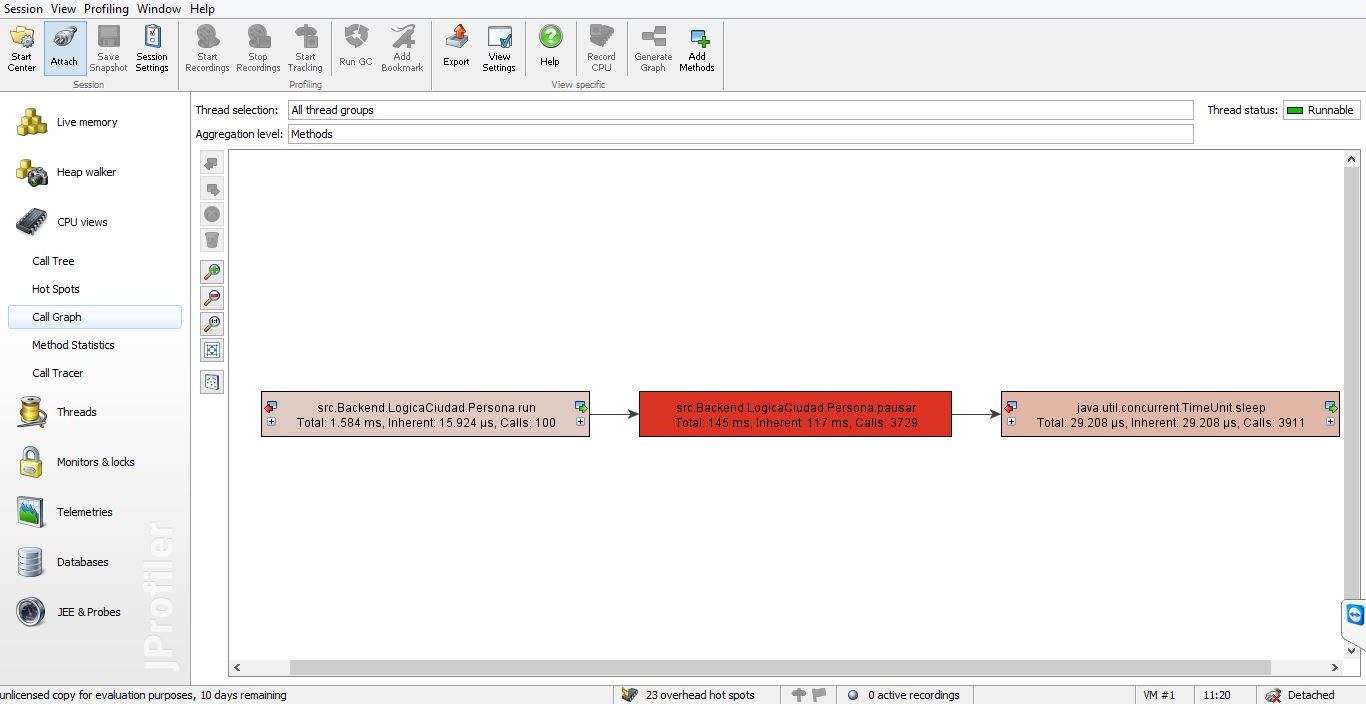 Session View Profiling Window Help
Start Center
Attach
Save Snapshot
Session Settings
Start Recordings
Stop Recordings
Start Tracking
Run GC
Add Bookmark
Export
View Settings
Help
Record CPU
Generate Graph
Add Methods
Session
Profiling
View specific
Live memory
Heap walker
CPU views
Call Tree
Hot Spots
Call Graph
Method Statistics
Call Tracer
Threads
Monitors & locks
Telemetries
Databases
JEE & Probes
JProfiler
Thread selection: All thread groups
Thread status: Runnable
Aggregation level: Methods
src.Backend.LogicaCiudad.Persona.run
Total: 1.584 ms, Inherent: 15.924 µs, Calls: 100
src.Backend.LogicaCiudad.Persona.pausar
Total: 145 ms, Inherent: 117 ms, Calls: 3729
java.util.concurrent.TimeUnit.sleep
Total: 29.208 µs, Inherent: 29.208 µs, Calls: 3911
unlicensed copy for evaluation purposes, 10 days remaining
23 overhead hot spots
0 active recordings
VM #1
11:20
Detached